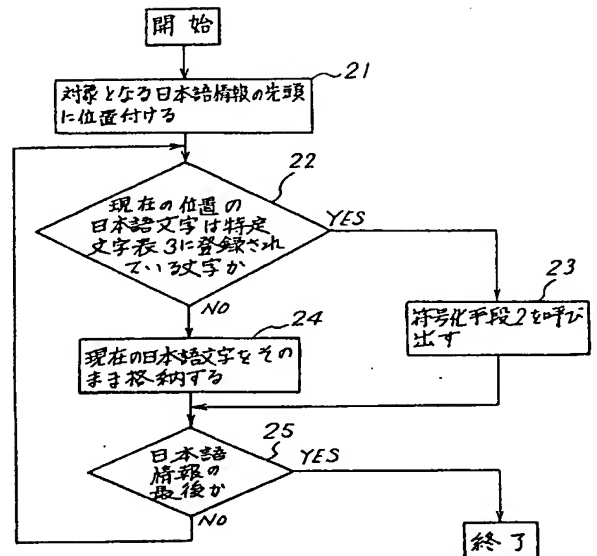 開始
21
対象となる日本語情報の先頭
に位置付ける
22
現在の位置の
日本語文字は特定
文字表3に登録され
ている文字か
YES
NO
23
符号化手段2を呼び
出す
24
現在の日本語文字をその
まま格納する
25
日本語
情報の
最後か
YES
NO
終了